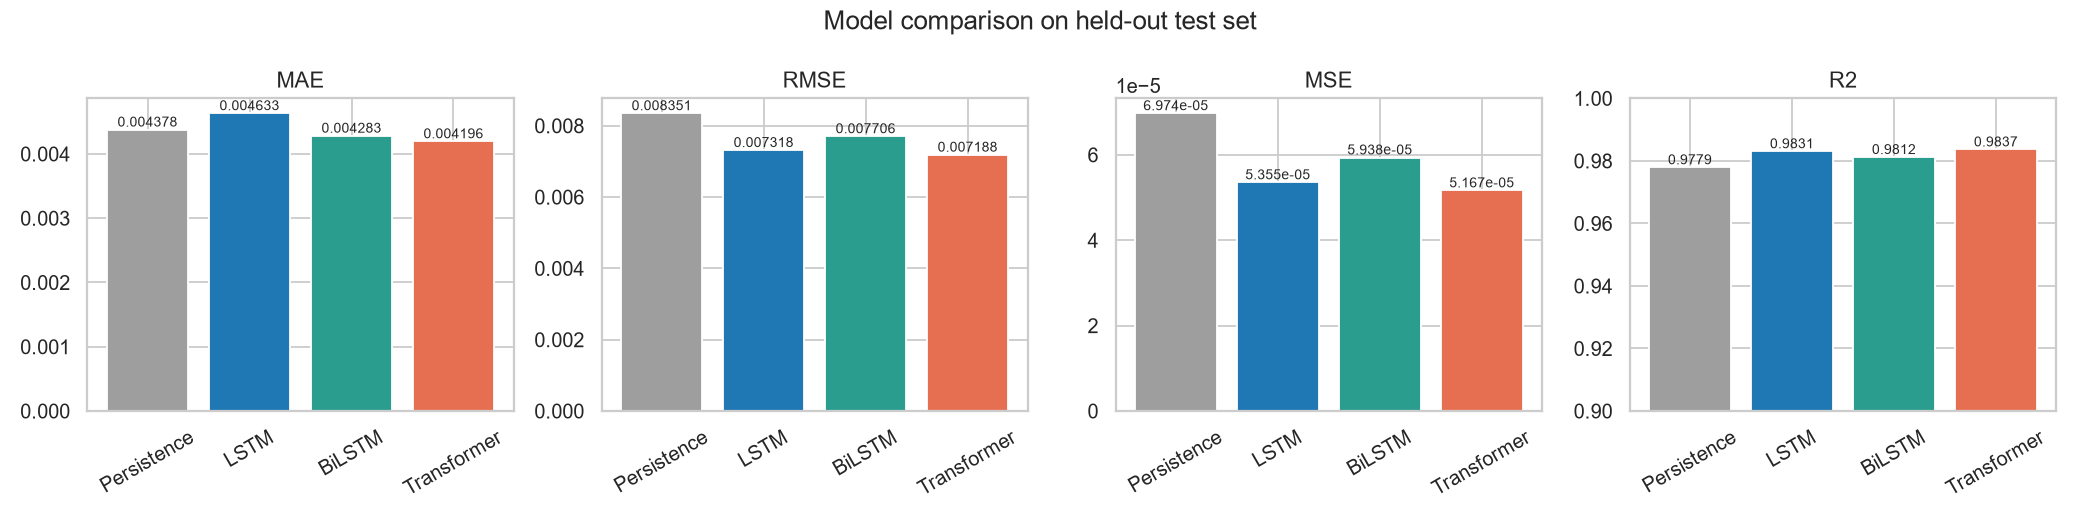 Model comparison on held-out test set
MAE
0.004378
0.004633
0.004283
0.004196
0.004
0.003
0.002
0.001
0.000
Persistence
LSTM
BiLSTM
Transformer
RMSE
0.008351
0.007318
0.007706
0.007188
0.008
0.006
0.004
0.002
0.000
Persistence
LSTM
BiLSTM
Transformer
MSE
1e−5
6.974e-05
5.355e-05
5.938e-05
5.167e-05
6
4
2
0
Persistence
LSTM
BiLSTM
Transformer
R2
0.9779
0.9831
0.9812
0.9837
1.00
0.98
0.96
0.94
0.92
0.90
Persistence
LSTM
BiLSTM
Transformer